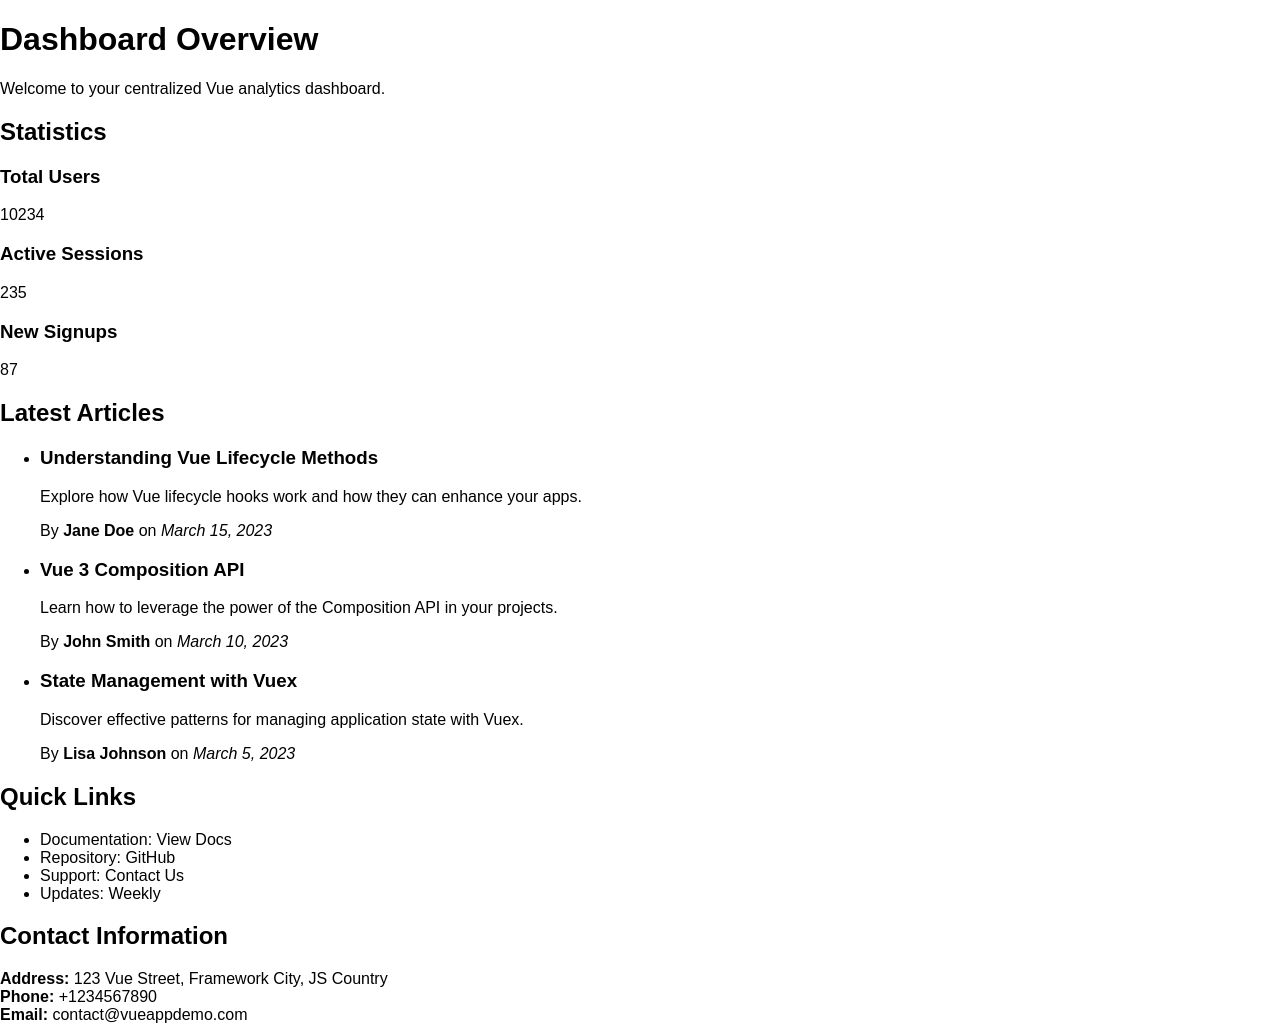 Dashboard Overview
Welcome to your centralized Vue analytics dashboard.
Statistics
Total Users
10234
Active Sessions
235
New Signups
87
Latest Articles
Understanding Vue Lifecycle Methods
Explore how Vue lifecycle hooks work and how they can enhance your apps.
By Jane Doe on March 15, 2023
Vue 3 Composition API
Learn how to leverage the power of the Composition API in your projects.
By John Smith on March 10, 2023
State Management with Vuex
Discover effective patterns for managing application state with Vuex.
By Lisa Johnson on March 5, 2023
Quick Links
Documentation: View Docs
Repository: GitHub
Support: Contact Us
Updates: Weekly
Contact Information
Address: 123 Vue Street, Framework City, JS Country
Phone: +1234567890
Email: contact@vueappdemo.com